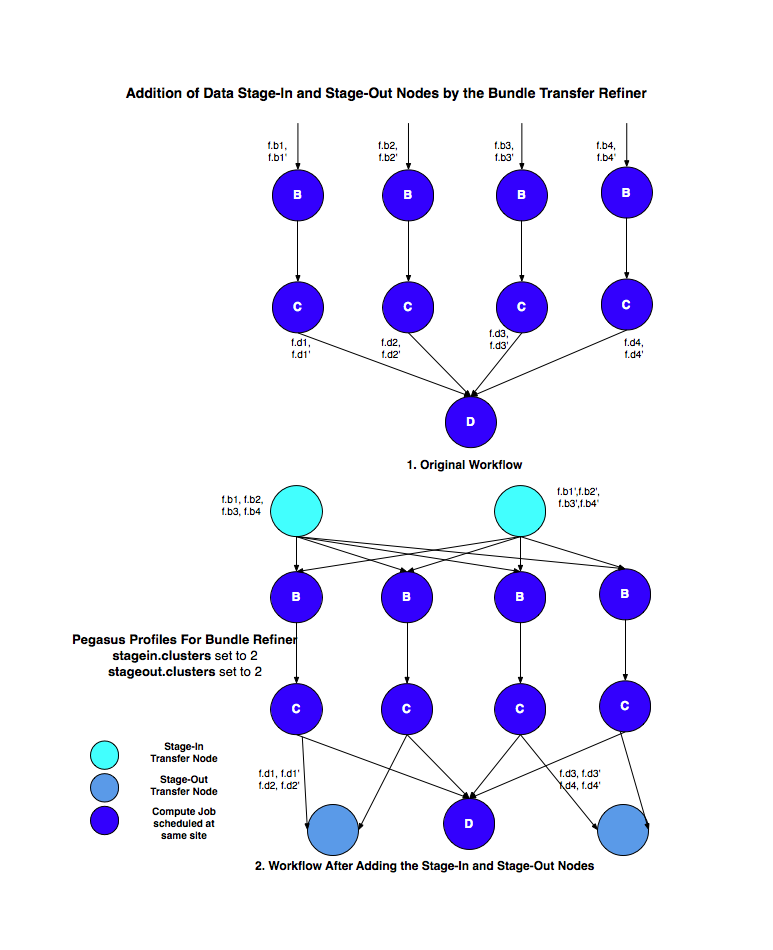 Addition of Data Stage-In and Stage-Out Nodes by the Bundle Transfer Refiner
f.b1,
f.b1'
f.b2,
f.b2'
f.b3,
f.b3'
f.b4,
f.b4'
B
B
B
B
C
C
C
C
f.d1,
f.d1'
f.d2,
f.d2'
f.d3,
f.d3'
f.d4,
f.d4'
D
1. Original Workflow
f.b1, f.b2,
f.b3, f.b4
f.b1',f.b2',
f.b3',f.b4'
B
B
B
B
Pegasus Profiles For Bundle Refiner
stagein.clusters set to 2
stageout.clusters set to 2
C
C
C
C
Stage-In
Transfer Node
Stage-Out
Transfer Node
Compute Job
scheduled at
same site
f.d1, f.d1'
f.d2, f.d2'
f.d3, f.d3'
f.d4, f.d4'
D
2. Workflow After Adding the Stage-In and Stage-Out Nodes